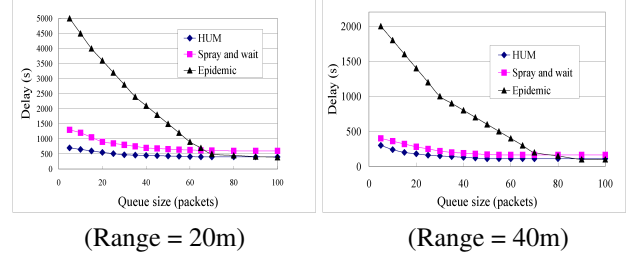 5000
4500
4000
3500
3000
2500
2000
1500
1000
500
0
Delay (s)
HUM
Spray and wait
Epidemic
0 20 40 60 80 100
Queue size (packets)
(Range = 20m)
2000
1500
1000
500
0
Delay (s)
HUM
Spray and wait
Epidemic
0 20 40 60 80 100
Queue size (packets)
(Range = 40m)